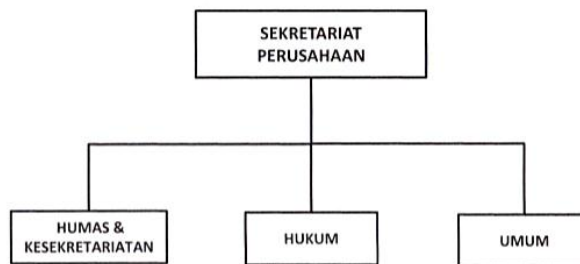 SEKRETARIAT
PERUSAHAAN
HUMAS &
KESEKRETARIATAN
HUKUM
UMUM